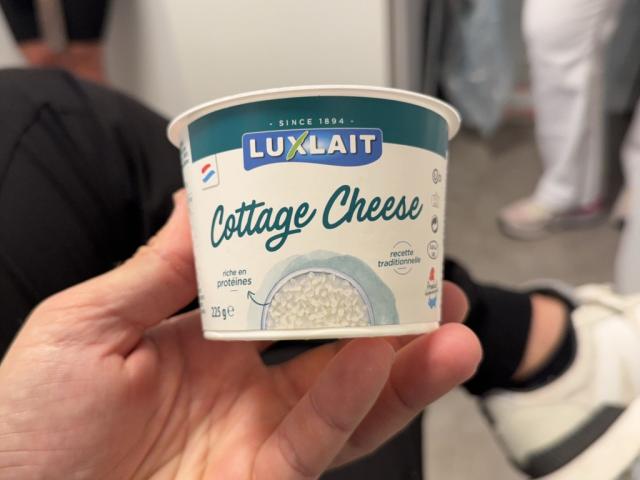 - SINCE 1894 -
LUXLAIT
Cottage Cheese
riche en
protéines
recette
traditionnelle
225 g ℮